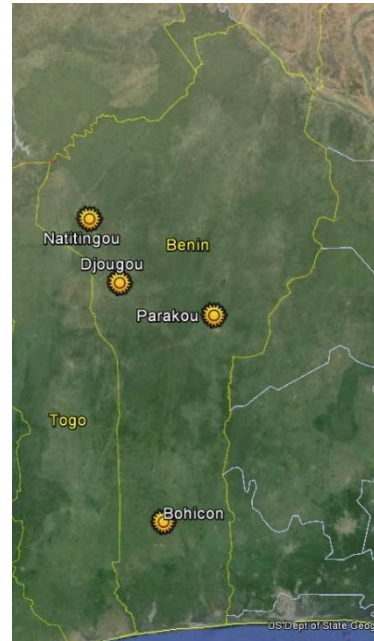 Natitingou
Benin
Djougou
Parakou
Togo
Bohicon
US Dept of State Geog